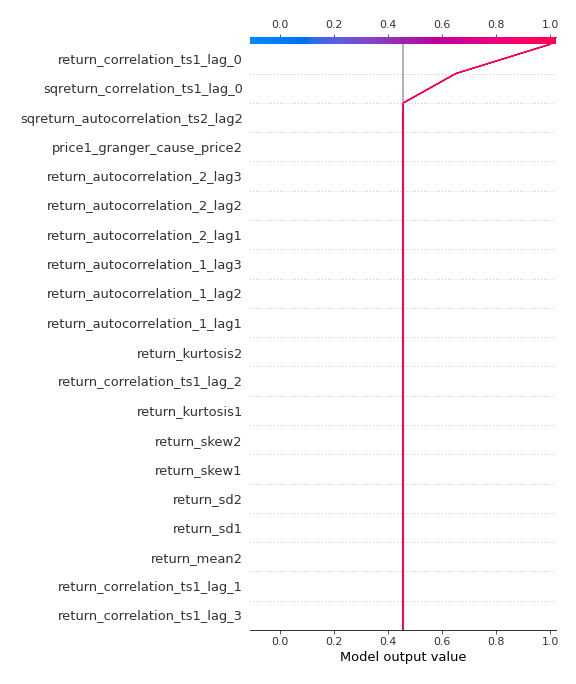 0.0 0.2 0.4 0.6 0.8 1.0
return_correlation_ts1_lag_0
sqreturn_correlation_ts1_lag_0
sqreturn_autocorrelation_ts2_lag2
price1_granger_cause_price2
return_autocorrelation_2_lag3
return_autocorrelation_2_lag2
return_autocorrelation_2_lag1
return_autocorrelation_1_lag3
return_autocorrelation_1_lag2
return_autocorrelation_1_lag1
return_kurtosis2
return_correlation_ts1_lag_2
return_kurtosis1
return_skew2
return_skew1
return_sd2
return_sd1
return_mean2
return_correlation_ts1_lag_1
return_correlation_ts1_lag_3
0.0 0.2 0.4 0.6 0.8 1.0
Model output value